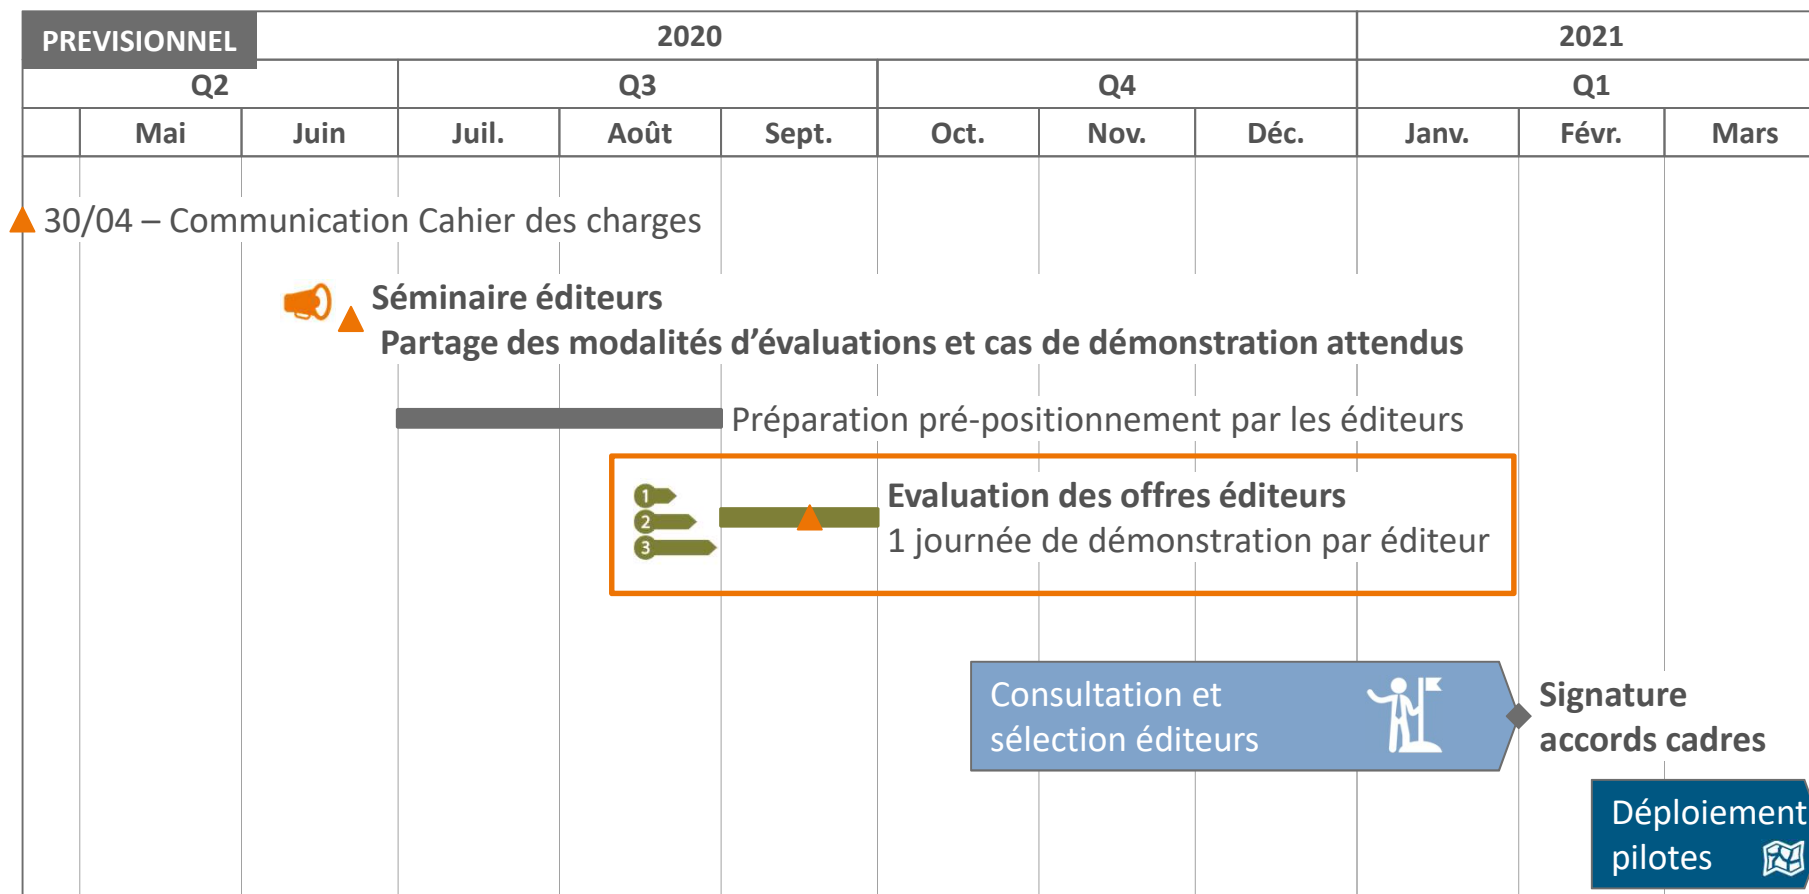 PREVISIONNEL
2020
2021
Q2
Q3
Q4
Q1
Mai
Juin
Juil.
Août
Sept.
Oct.
Nov.
Déc.
Janv.
Févr.
Mars
30/04 – Communication Cahier des charges
Séminaire éditeurs
Partage des modalités d’évaluations et cas de démonstration attendus
Préparation pré-positionnement par les éditeurs
1
2
3
Evaluation des offres éditeurs
1 journée de démonstration par éditeur
Consultation et
sélection éditeurs
Signature
accords cadres
Déploiement
pilotes